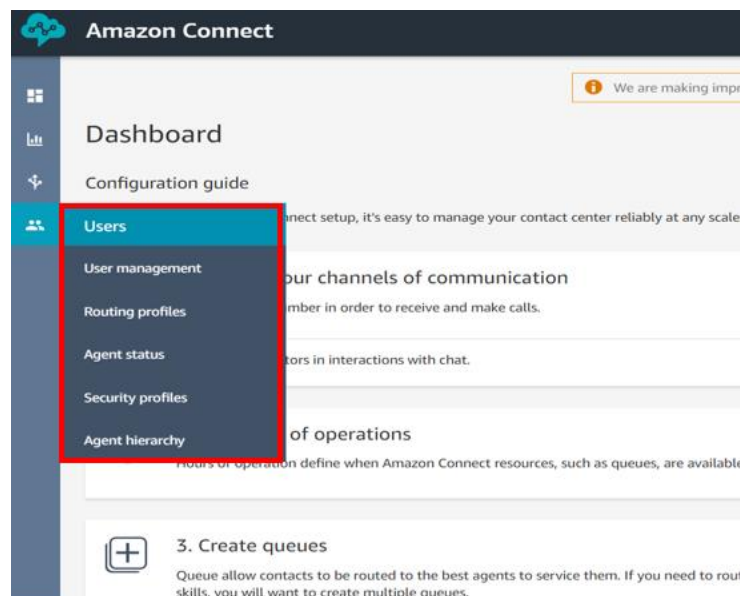 Amazon Connect
We are making impr
Dashboard
Configuration guide
Users
nnect setup, it's easy to manage your contact center reliably at any scale
User management
our channels of communication
Routing profiles
mber in order to receive and make calls.
Agent status
tors in interactions with chat.
Security profiles
Agent hierarchy
of operations
Hours of operation define when Amazon Connect resources, such as queues, are available
3. Create queues
Queue allow contacts to be routed to the best agents to service them. If you need to rout
skills, you will want to create multiple queues.